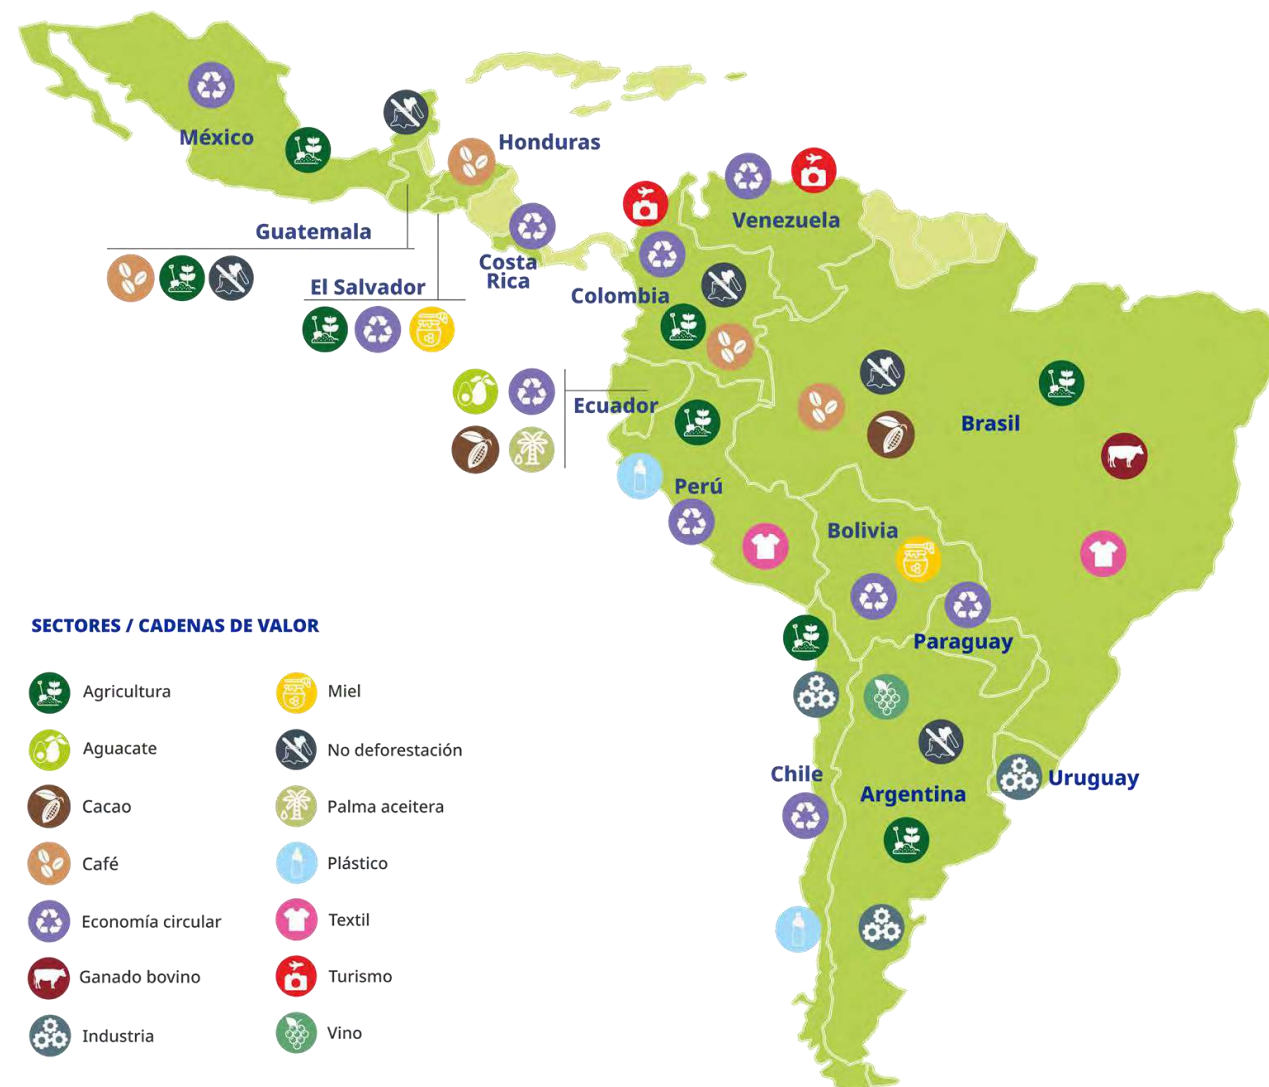 México
Honduras
Guatemala
Costa
Rica
El Salvador
Venezuela
Colombia
Ecuador
Brasil
Perú
Bolivia
Paraguay
Chile
Argentina
Uruguay
SECTORES / CADENAS DE VALOR
Agricultura
Aguacate
Cacao
Café
Economía circular
Ganado bovino
Industria
Miel
No deforestación
Palma aceitera
Plástico
Textil
Turismo
Vino